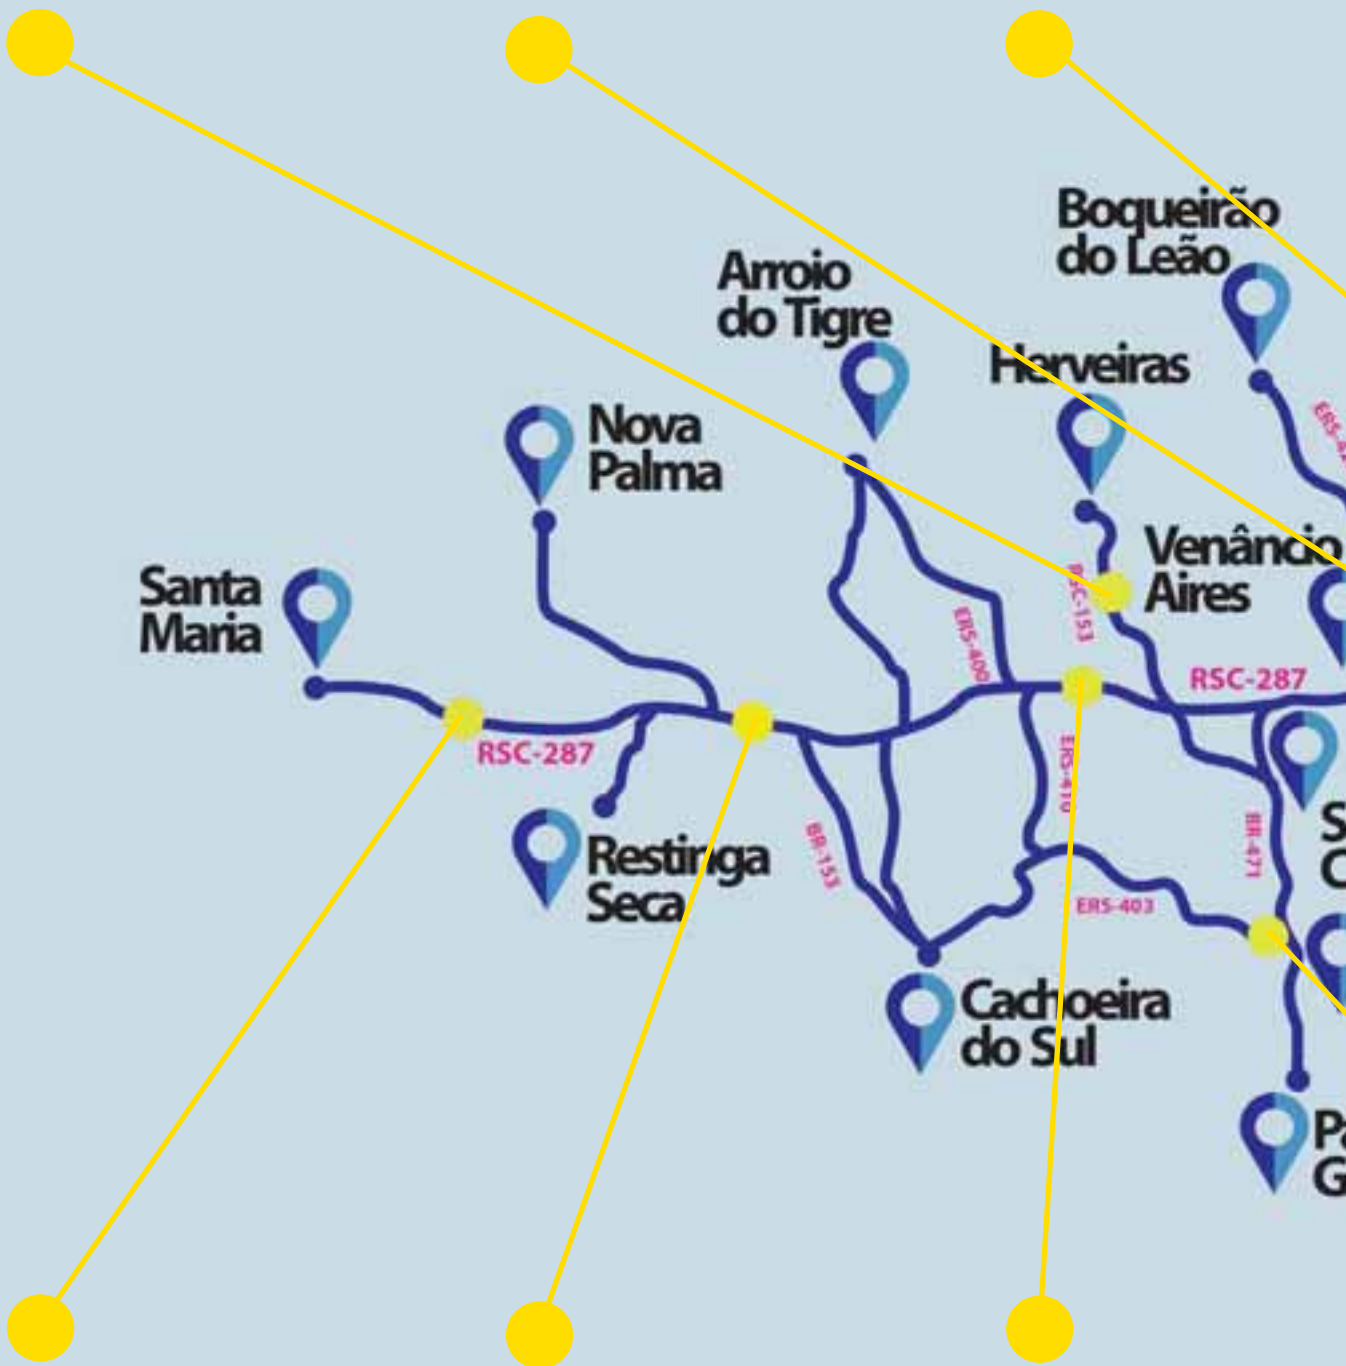 Boqueirão
do Leão
Arroio
do Tigre
Herveiras
Nova
Palma
Venâncio
Aires
Santa
Maria
RSC-153
ERS-400
RSC-287
RSC-287
ERS-410
BR-153
BR-471
Restinga
Seca
ERS-403
Cachoeira
do Sul